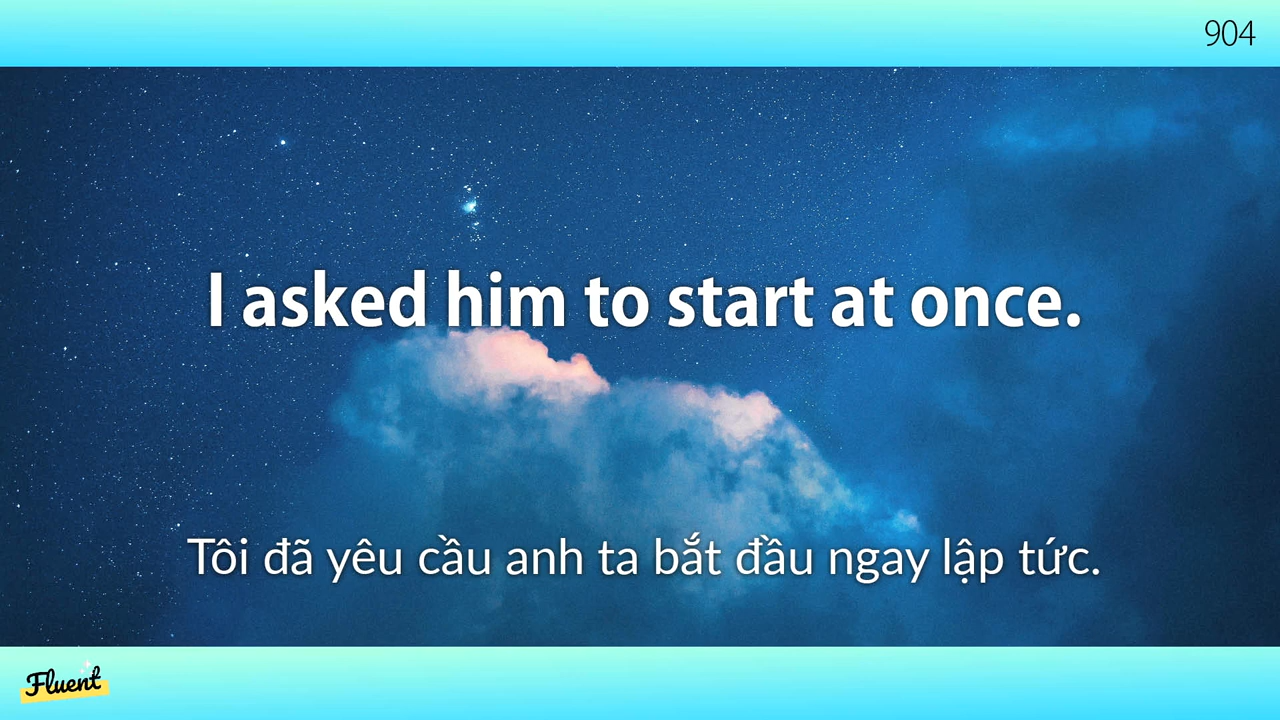 904
I asked him to start at once.
Tôi đã yêu cầu anh ta bắt đầu ngay lập tức.
Fluent